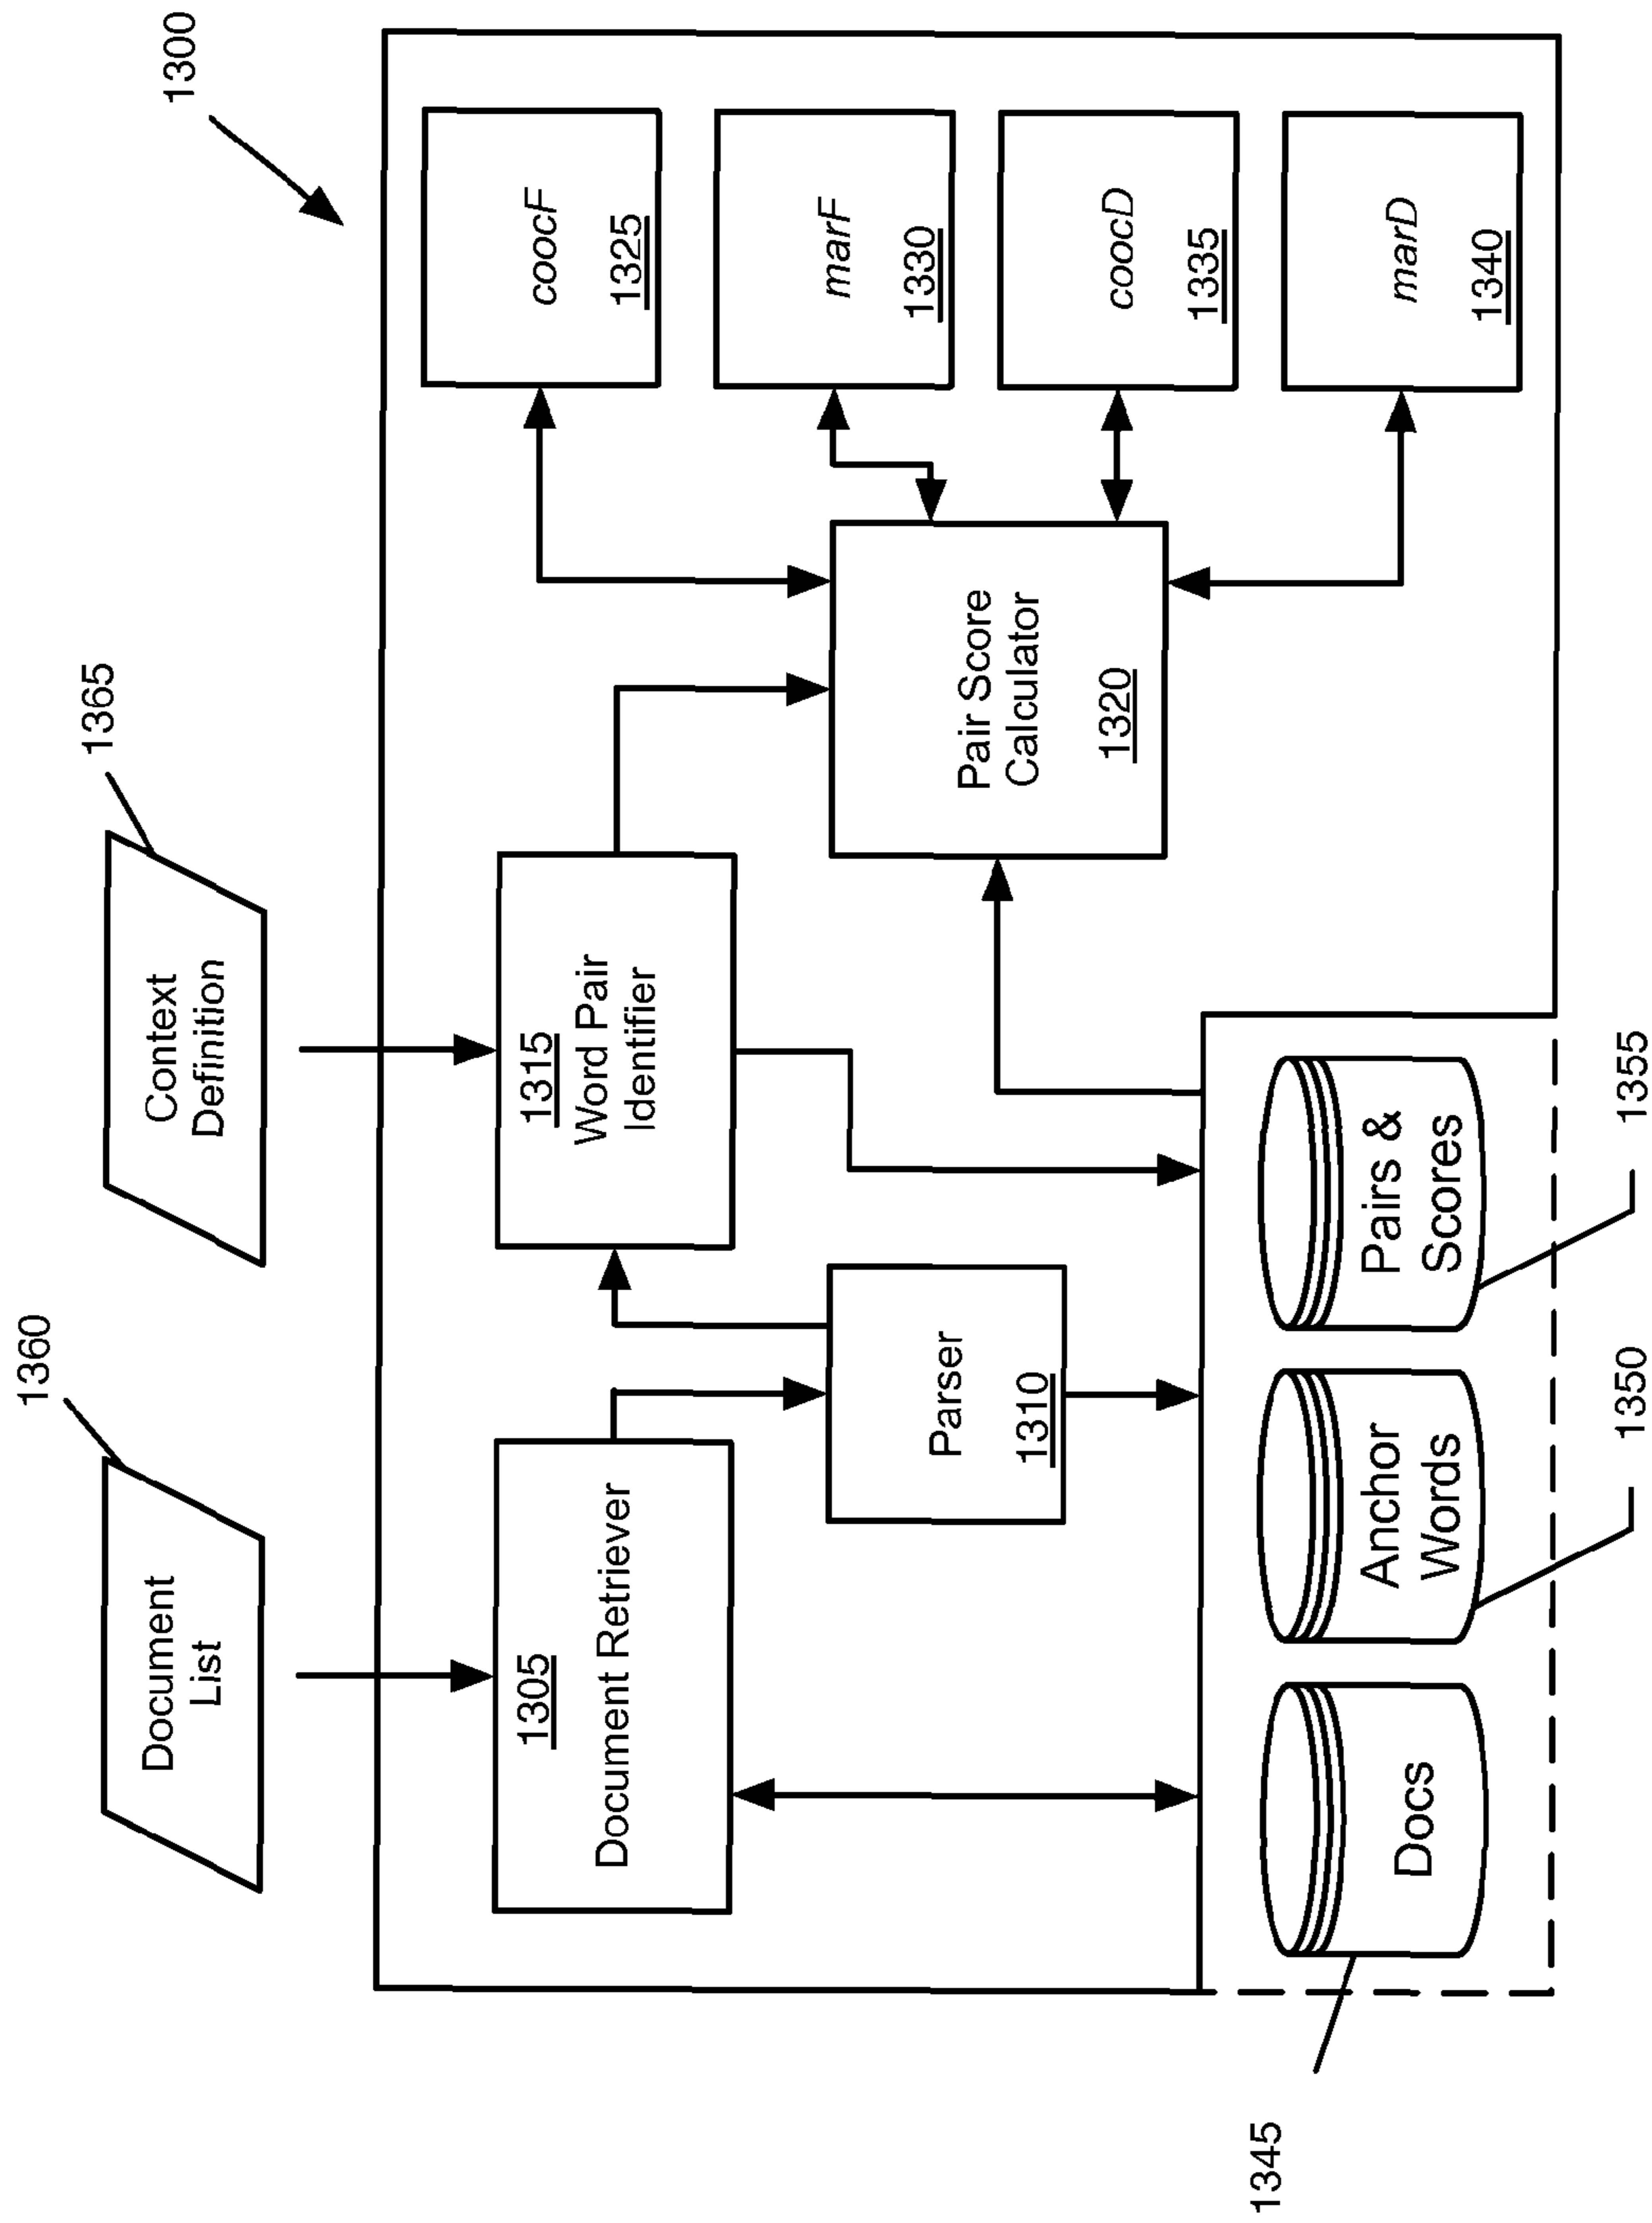 1300
1360
Document
List
1365
Context
Definition
1305
Document Retriever
1315
Word Pair
Identifier
Parser
1310
Pair Score
Calculator
1320
coocF
1325
marF
1330
coocD
1335
marD
1340
Docs
Anchor
Words
Pairs &
Scores
1345
1350
1355